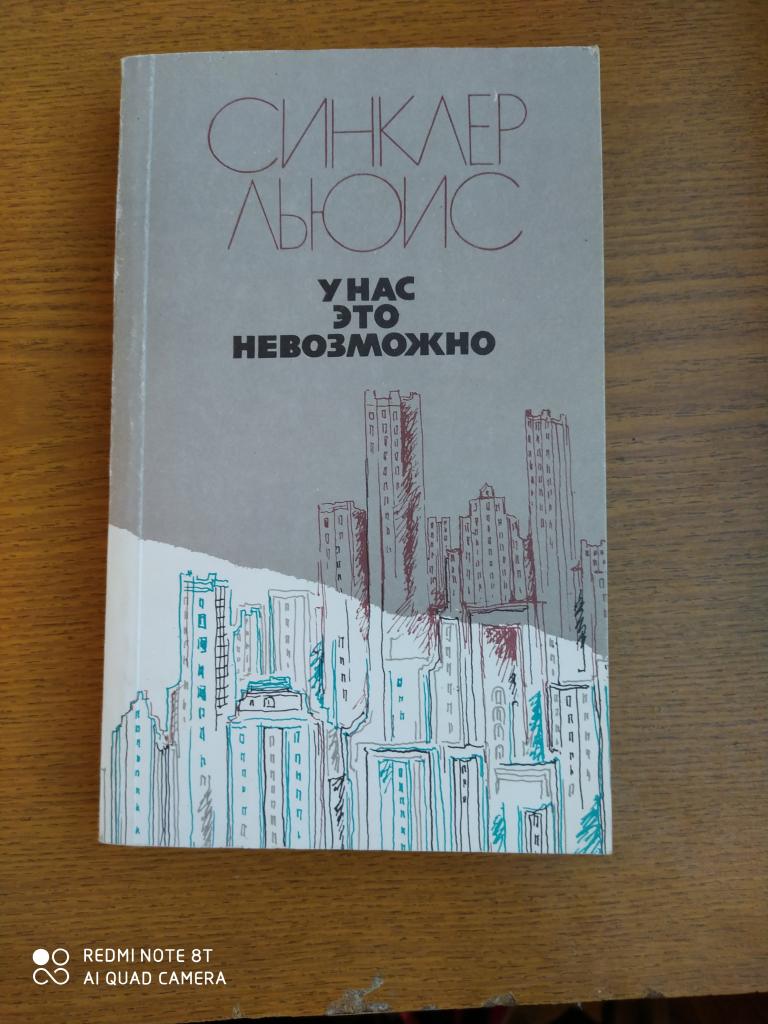 СИНКЛЕР
ЛЬЮИС
У НАС
ЭТО
НЕВОЗМОЖНО
REDMI NOTE 8T
AI QUAD CAMERA